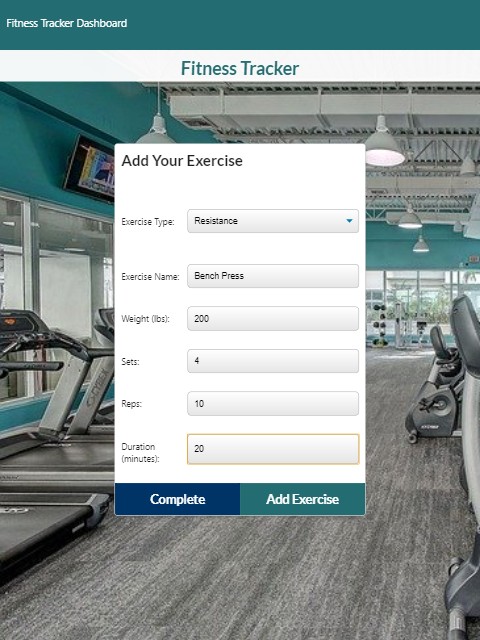 Fitness Tracker Dashboard
Fitness Tracker
Add Your Exercise
Exercise Type:
Resistance
Exercise Name:
Bench Press
Weight (lbs):
200
Sets:
4
Reps:
10
Duration
(minutes):
20
Complete
Add Exercise